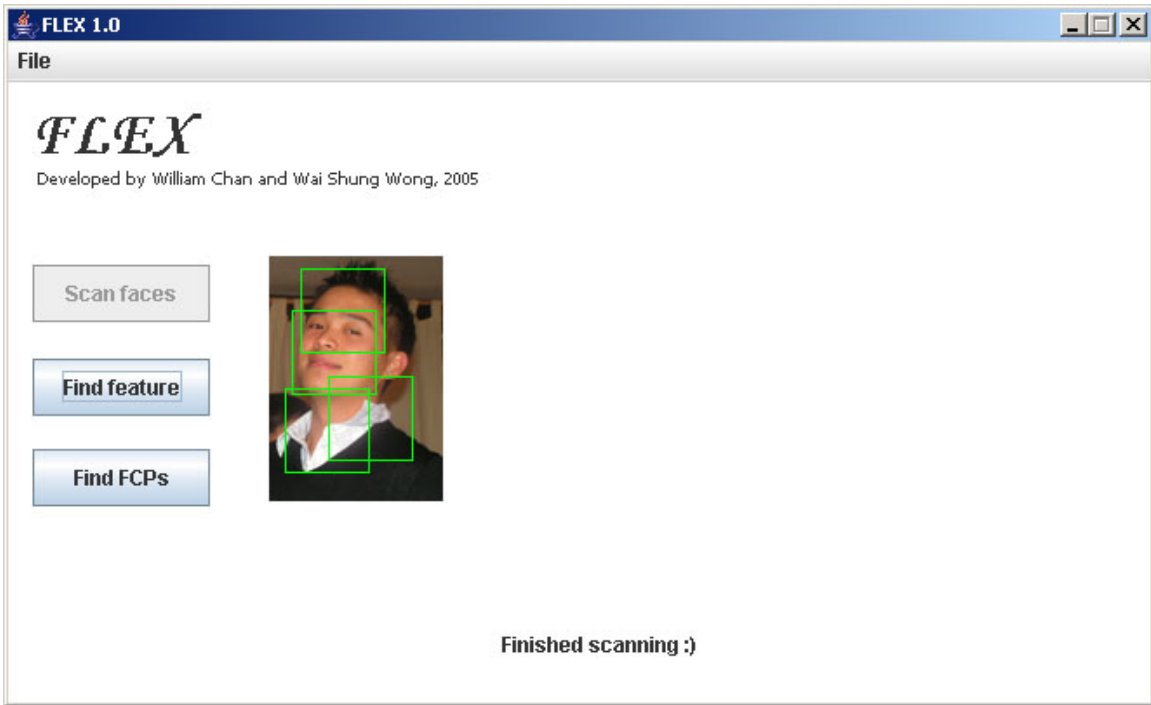 FLEX 1.0
File
FLEX
Developed by William Chan and Wai Shung Wong, 2005
Scan faces
Find feature
Find FCPs
Finished scanning :)